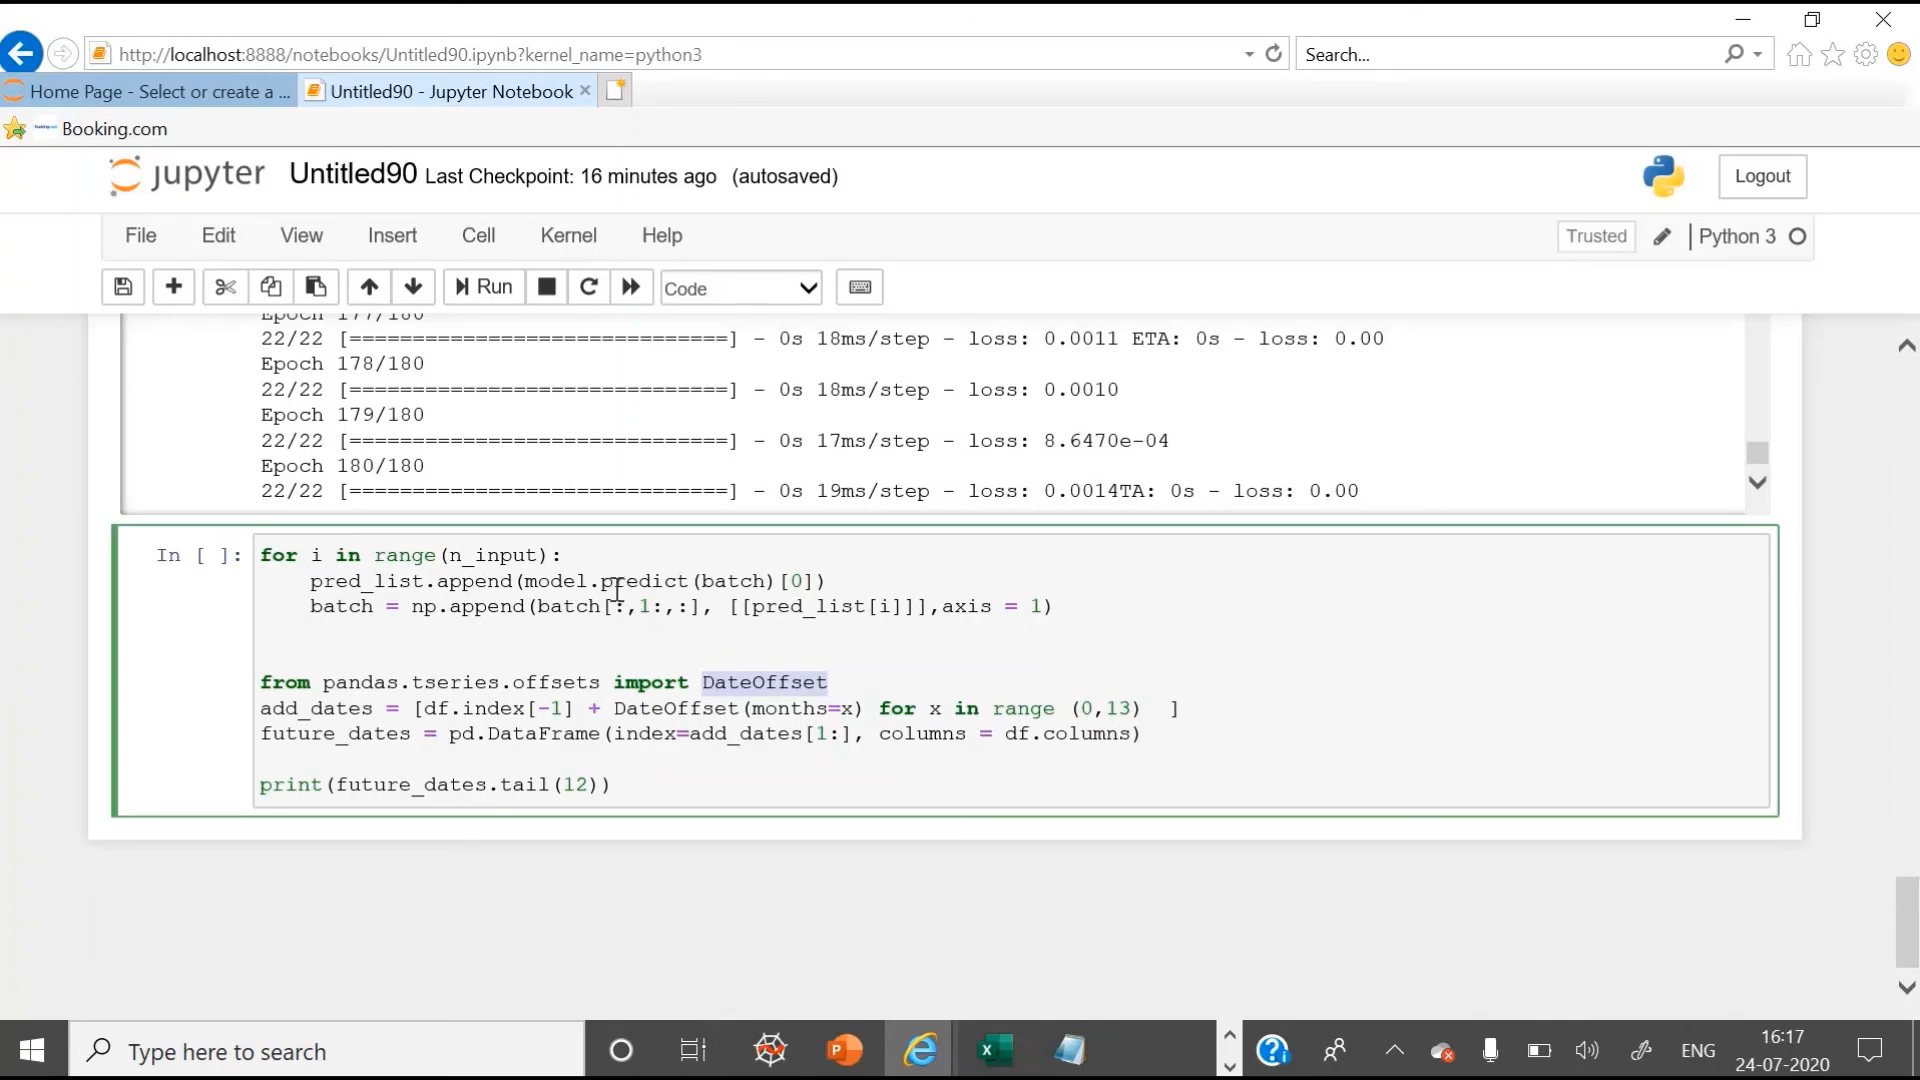 http://localhost:8888/notebooks/Untitled90.ipynb?kernel_name=python3
Search...
Home Page - Select or create a ...
Untitled90 - Jupyter Notebook
Booking.com
jupyter
Untitled90
Last Checkpoint: 16 minutes ago (autosaved)
Logout
File Edit View Insert Cell Kernel Help
Trusted
Python 3
Run
Code
Epoch 177/180
22/22 [==============================] - 0s 18ms/step - loss: 0.0011 ETA: 0s - loss: 0.00
Epoch 178/180
22/22 [==============================] - 0s 18ms/step - loss: 0.0010
Epoch 179/180
22/22 [==============================] - 0s 17ms/step - loss: 8.6470e-04
Epoch 180/180
22/22 [==============================] - 0s 19ms/step - loss: 0.0014TA: 0s - loss: 0.00
In [ ]:
for i in range(n_input):
    pred_list.append(model.predict(batch)[0])
    batch = np.append(batch[:,1:,:], [[pred_list[i]]],axis = 1)
from pandas.tseries.offsets import DateOffset
add_dates = [df.index[-1] + DateOffset(months=x) for x in range (0,13)  ]
future_dates = pd.DataFrame(index=add_dates[1:], columns = df.columns)
print(future_dates.tail(12))
Type here to search
ENG
16:17
24-07-2020